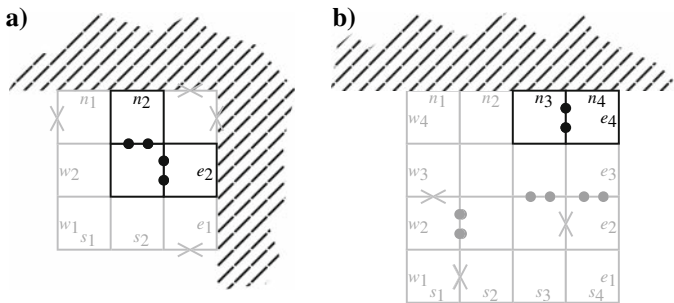 a)
n1 n2
w2 e2
w1 e1
s1 s2
b)
n1 n2 n3 n4
w4 e4
w3 e3
w2 e2
w1 e1
s1 s2 s3 s4